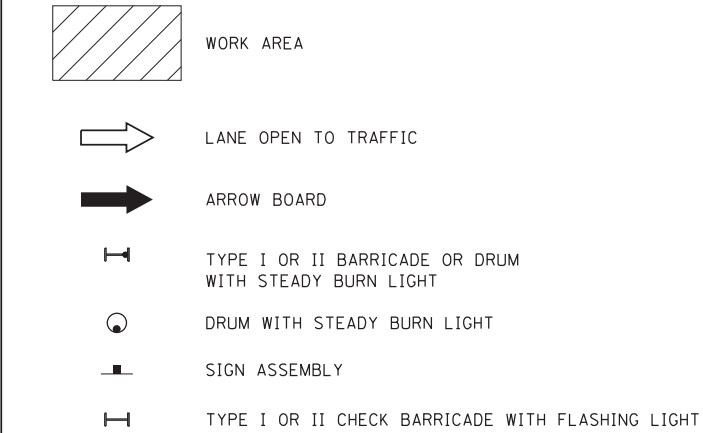 WORK AREA
LANE OPEN TO TRAFFIC
ARROW BOARD
TYPE I OR II BARRICADE OR DRUM
WITH STEADY BURN LIGHT
DRUM WITH STEADY BURN LIGHT
SIGN ASSEMBLY
TYPE I OR II CHECK BARRICADE WITH FLASHING LIGHT